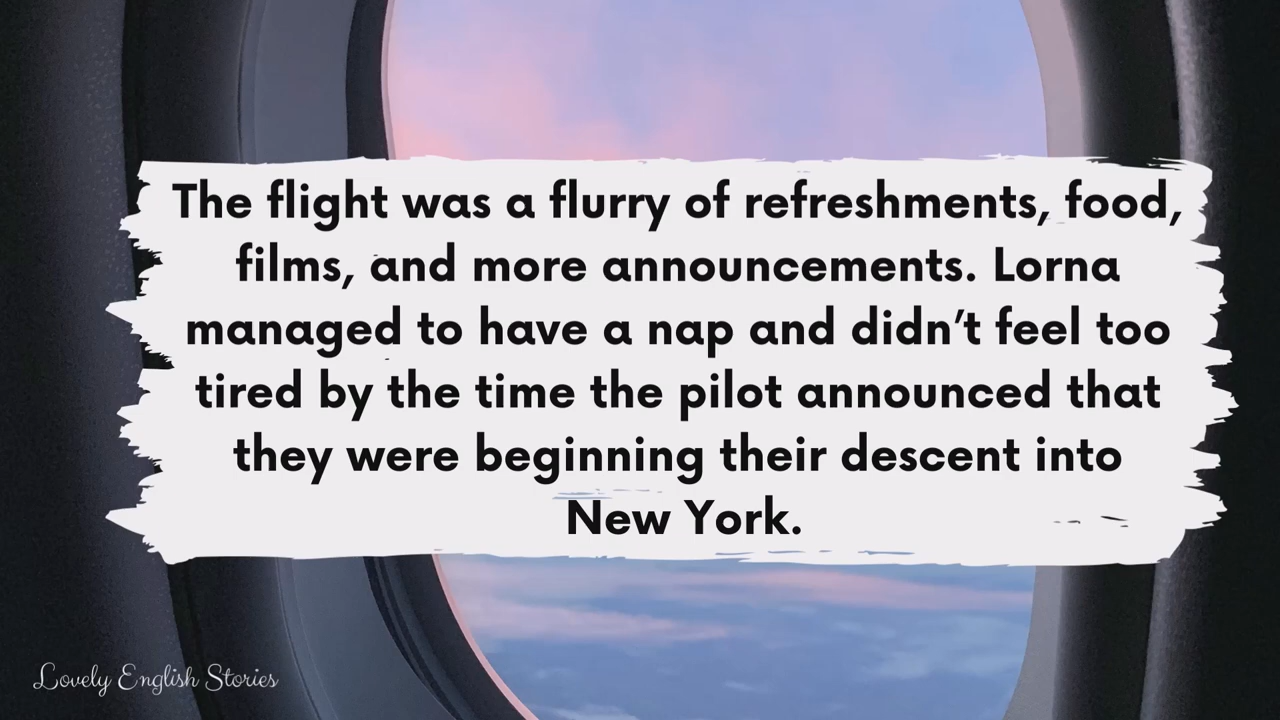 The flight was a flurry of refreshments, food,
films, and more announcements. Lorna
managed to have a nap and didn’t feel too
tired by the time the pilot announced that
they were beginning their descent into
New York.
Lovely English Stories